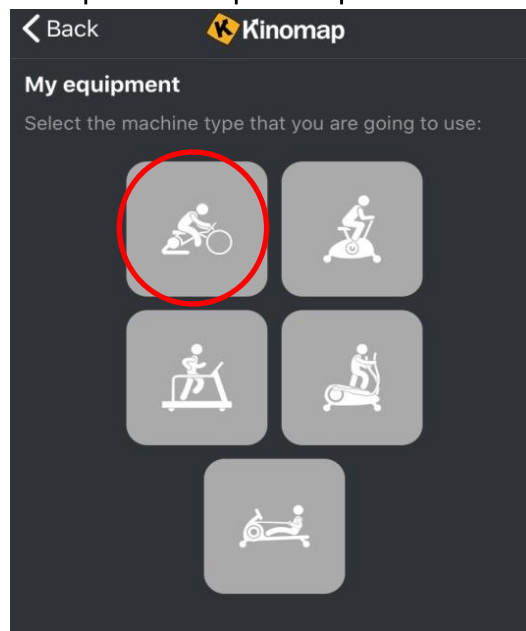 Back
Kinomap
My equipment
Select the machine type that you are going to use: